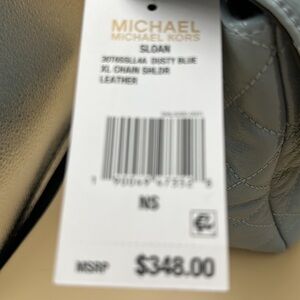 MICHAEL
MICHAEL KORS
SLOAN
DUSTY BLUE
XL CHAIN SHLDR
LEATHER
NS
MSRP $348.00